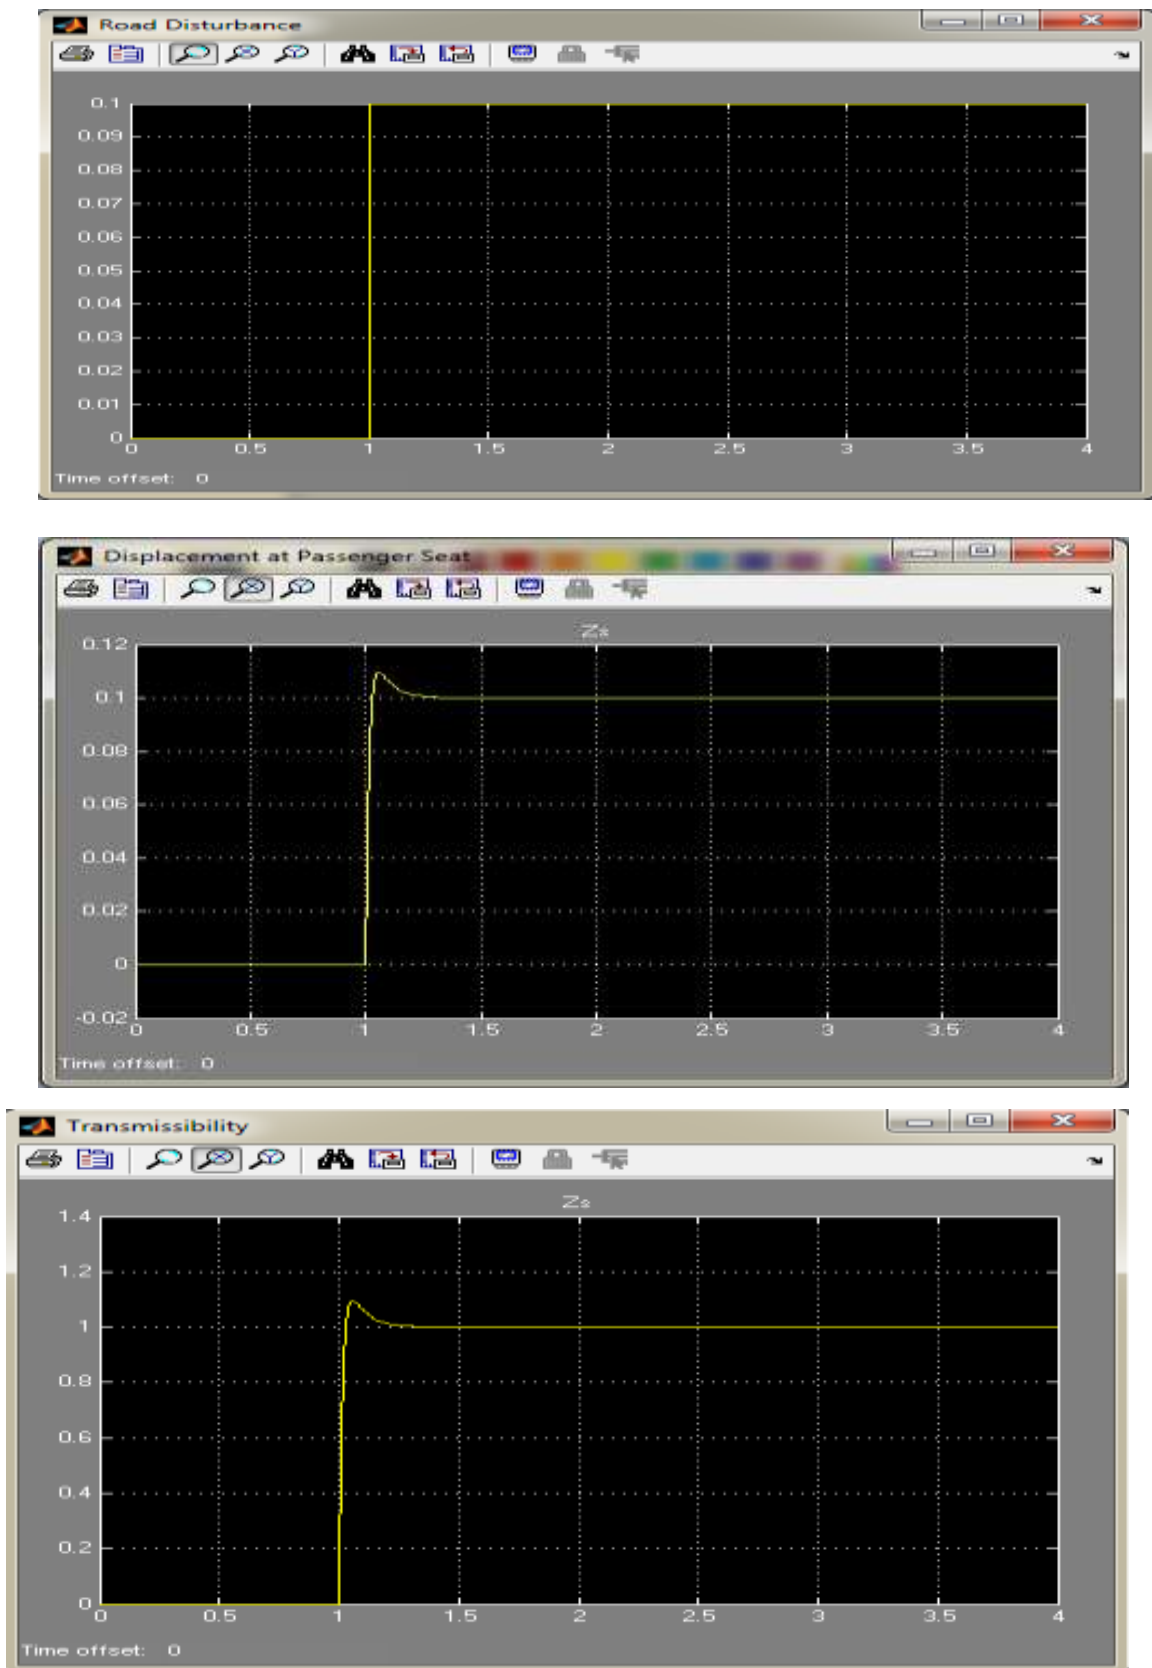 Road Disturbance
0.1
0.09
0.08
0.07
0.06
0.05
0.04
0.03
0.02
0.01
0
0 0.5 1 1.5 2 2.5 3 3.5 4
Time offset: 0
Displacement at Passenger Seat
Zs
0.12
0.1
0.08
0.06
0.04
0.02
0
-0.02
0 0.5 1 1.5 2 2.5 3 3.5 4
Time offset: 0
Transmissibility
Zs
1.4
1.2
1
0.8
0.6
0.4
0.2
0
0 0.5 1 1.5 2 2.5 3 3.5 4
Time offset: 0